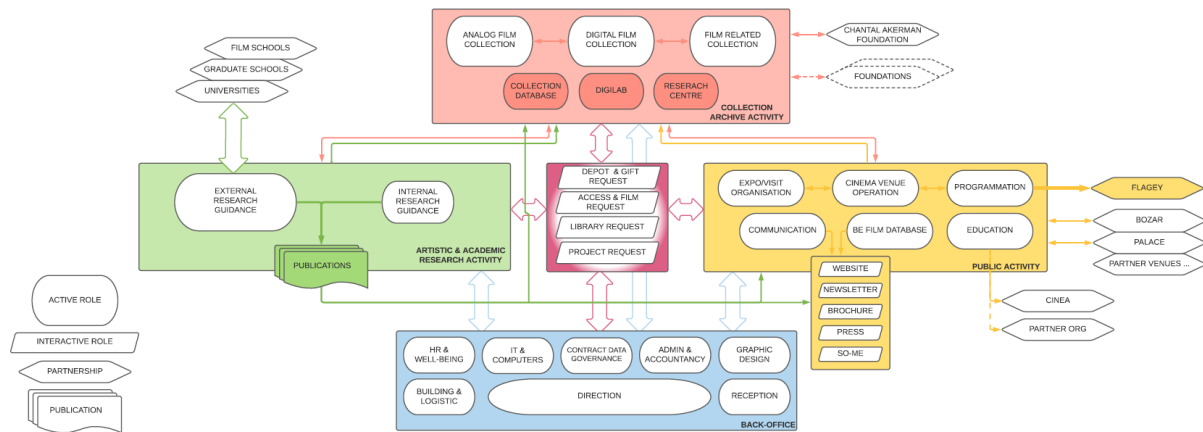 FILM SCHOOLS
GRADUATE SCHOOLS
UNIVERSITIES
ANALOG FILM
COLLECTION
DIGITAL FILM
COLLECTION
FILM RELATED
COLLECTION
COLLECTION
DATABASE
DIGILAB
RESERACH
CENTRE
COLLECTION
ARCHIVE ACTIVITY
CHANTAL AKERMAN
FOUNDATION
FOUNDATIONS
EXTERNAL
RESEARCH
GUIDANCE
INTERNAL
RESEARCH
GUIDANCE
PUBLICATIONS
ARTISTIC & ACADEMIC
RESEARCH ACTIVITY
DEPOT & GIFT
REQUEST
ACCESS & FILM
REQUEST
LIBRARY REQUEST
PROJECT REQUEST
EXPO/VISIT
ORGANISATION
CINEMA VENUE
OPERATION
PROGRAMMATION
COMMUNICATION
BE FILM DATABASE
EDUCATION
PUBLIC ACTIVITY
FLAGEY
BOZAR
PALACE
PARTNER VENUES ...
CINEA
PARTNER ORG
WEBSITE
NEWSLETTER
BROCHURE
PRESS
SO-ME
ACTIVE ROLE
INTERACTIVE ROLE
PARTNERSHIP
PUBLICATION
HR &
WELL-BEING
IT &
COMPUTERS
CONTRACT DATA
GOVERNANCE
ADMIN &
ACCOUNTANCY
GRAPHIC
DESIGN
BUILDING &
LOGISTIC
DIRECTION
RECEPTION
BACK-OFFICE